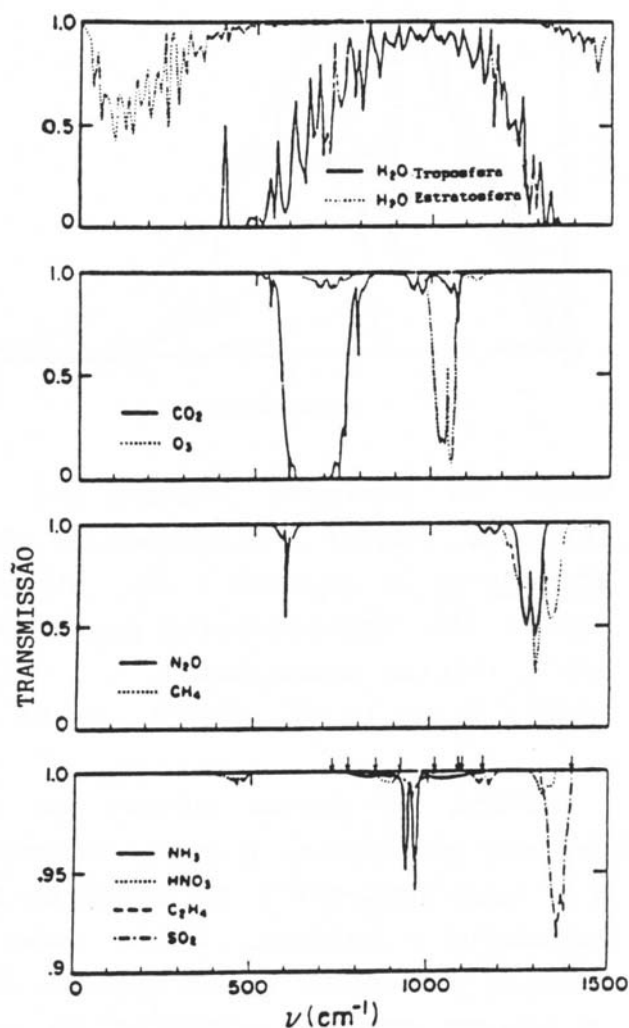 1.0
0.5
0
H₂O Troposfera
H₂O Estratosfera
1.0
0.5
0
CO₂
O₃
TRANSMISSÃO
1.0
0.5
0
N₂O
CH₄
1.0
.95
.9
NH₃
HNO₃
C₂H₄
SO₂
0 500 1000 1500
ν (cm⁻¹)